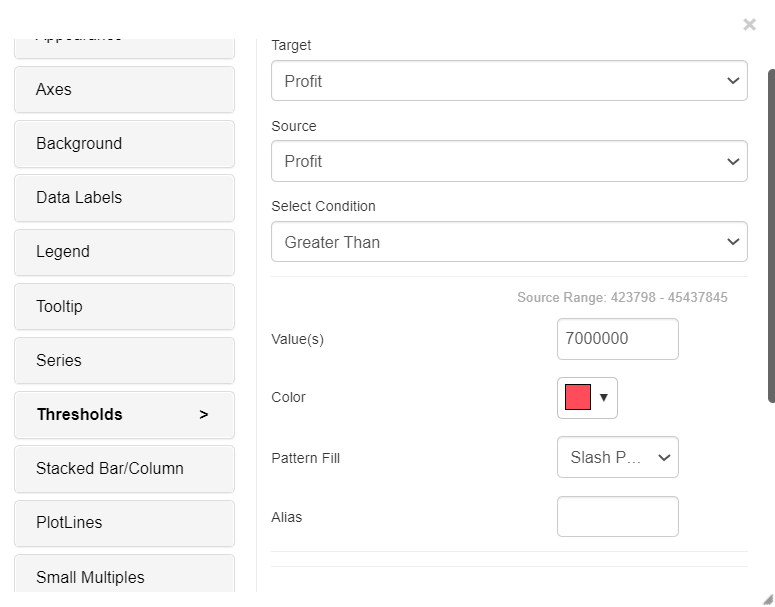 ×
Axes
Background
Data Labels
Legend
Tooltip
Series
Thresholds >
Stacked Bar/Column
PlotLines
Small Multiples
Target
Profit
Source
Profit
Select Condition
Greater Than
Source Range: 423798 - 45437845
Value(s) 7000000
Color
Pattern Fill Slash P...
Alias